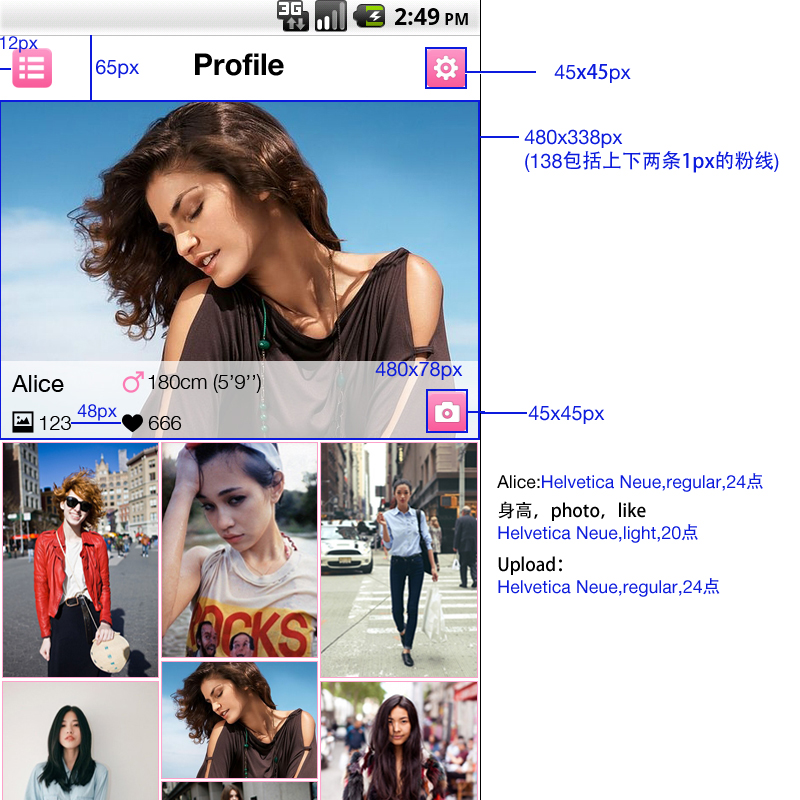 3G
2:49 PM
12px
65px
Profile
45x45px
480x338px
(138包括上下两条1px的粉线)
480x78px
Alice
180cm (5’9’’)
123
48px
666
45x45px
Alice:Helvetica Neue,regular,24点
身高，photo，like
Helvetica Neue,light,20点
Upload：
Helvetica Neue,regular,24点
ROCKS